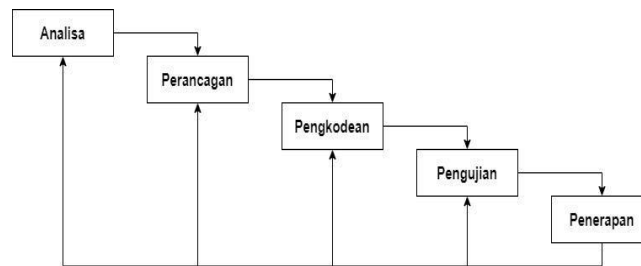 Analisa
Perancagan
Pengkodean
Pengujian
Penerapan